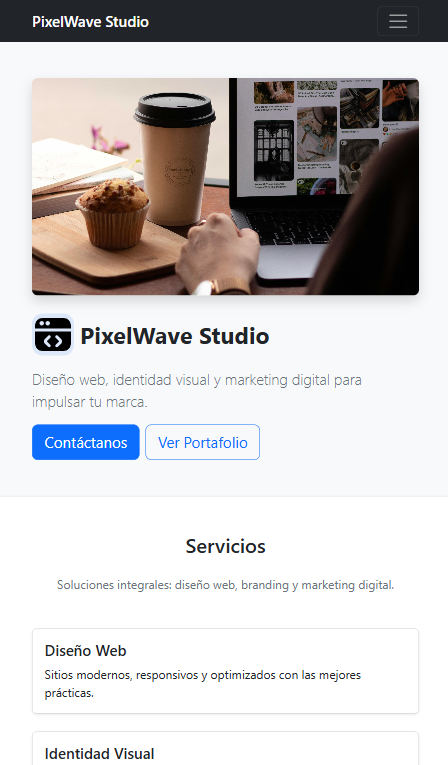 PixelWave Studio
PixelWave Studio
Diseño web, identidad visual y marketing digital para
impulsar tu marca.
Contáctanos
Ver Portafolio
Servicios
Soluciones integrales: diseño web, branding y marketing digital.
Diseño Web
Sitios modernos, responsivos y optimizados con las mejores
prácticas.
Identidad Visual